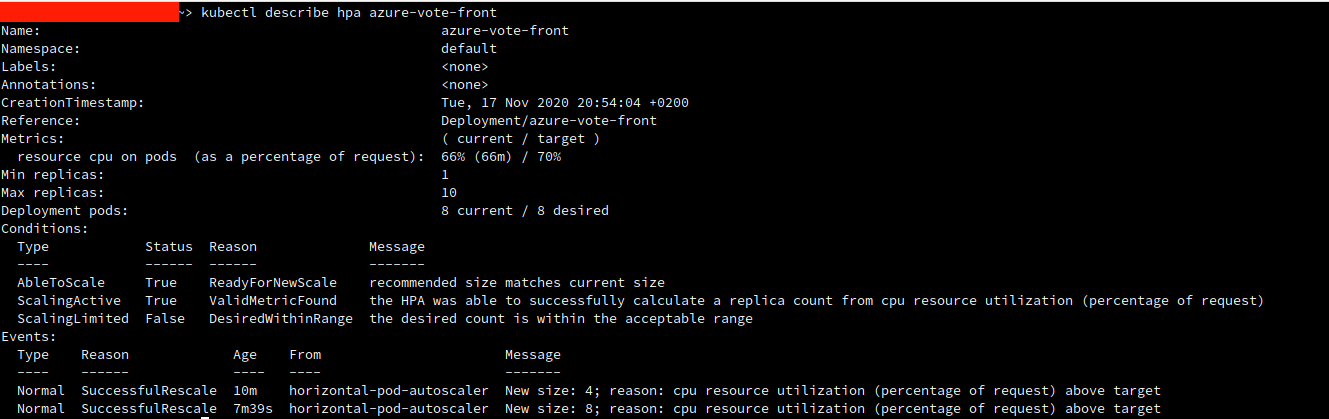 ~> kubectl describe hpa azure-vote-front
Name: azure-vote-front
Namespace: default
Labels: <none>
Annotations: <none>
CreationTimestamp: Tue, 17 Nov 2020 20:54:04 +0200
Reference: Deployment/azure-vote-front
Metrics: ( current / target )
  resource cpu on pods  (as a percentage of request):  66% (66m) / 70%
Min replicas: 1
Max replicas: 10
Deployment pods: 8 current / 8 desired
Conditions:
  Type            Status  Reason              Message
  ----            ------  ------              -------
  AbleToScale     True    ReadyForNewScale    recommended size matches current size
  ScalingActive   True    ValidMetricFound    the HPA was able to successfully calculate a replica count from cpu resource utilization (percentage of request)
  ScalingLimited  False   DesiredWithinRange  the desired count is within the acceptable range
Events:
  Type    Reason             Age    From                       Message
  ----    ------             ----   ----                       -------
  Normal  SuccessfulRescale  10m    horizontal-pod-autoscaler  New size: 4; reason: cpu resource utilization (percentage of request) above target
  Normal  SuccessfulRescale  7m39s  horizontal-pod-autoscaler  New size: 8; reason: cpu resource utilization (percentage of request) above target